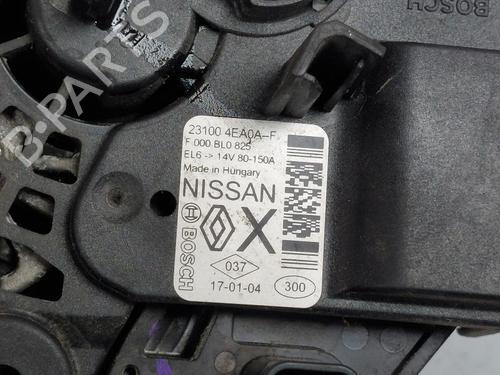 BOSCH
B-PARTS
23100 4EA0A-F
F 000 BL0 825
EL6 -> 14V 80-150A
Made in Hungary
NISSAN
BOSCH
X
037
17-01-04
300